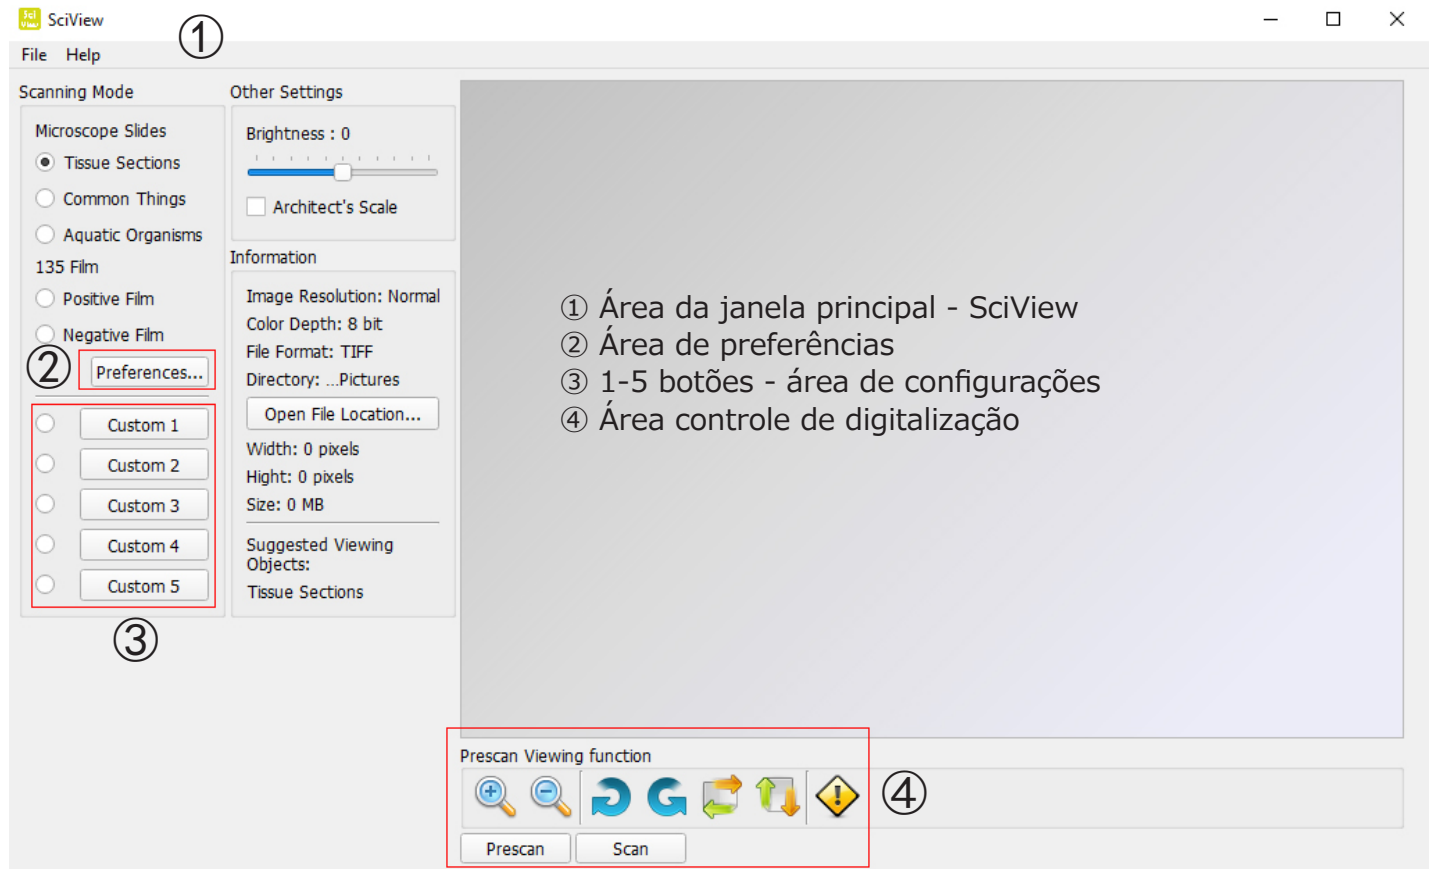 Sci View SciView
①
File Help
Scanning Mode
Microscope Slides
Tissue Sections
Common Things
Aquatic Organisms
135 Film
Positive Film
Negative Film
② Preferences...
Custom 1
Custom 2
Custom 3
Custom 4
Custom 5
③
Other Settings
Brightness : 0
Architect's Scale
Information
Image Resolution: Normal
Color Depth: 8 bit
File Format: TIFF
Directory: ...Pictures
Open File Location...
Width: 0 pixels
Hight: 0 pixels
Size: 0 MB
Suggested Viewing
Objects:
Tissue Sections
① Área da janela principal - SciView
② Área de preferências
③ 1-5 botões - área de configurações
④ Área controle de digitalização
Prescan Viewing function
④
Prescan Scan